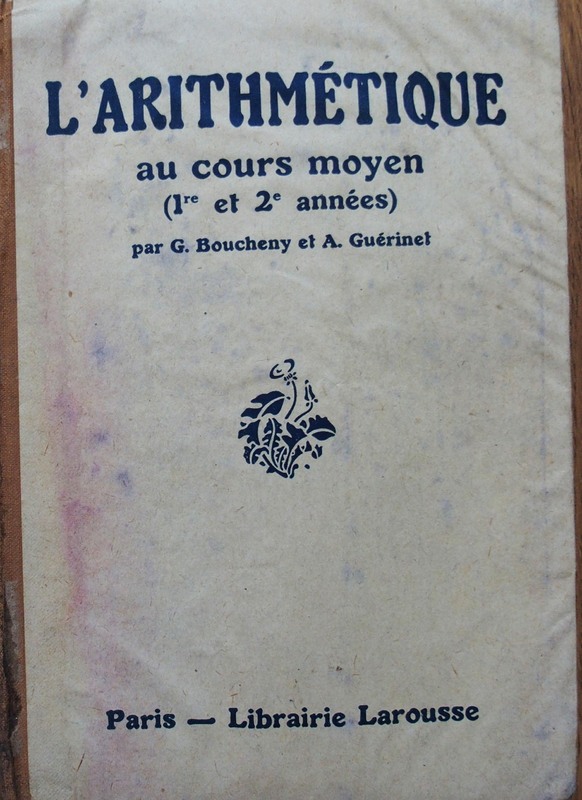 L'ARITHMÉTIQUE
au cours moyen
(1re et 2e années)
par G. Boucheny et A. Guérinet
Paris — Librairie Larousse